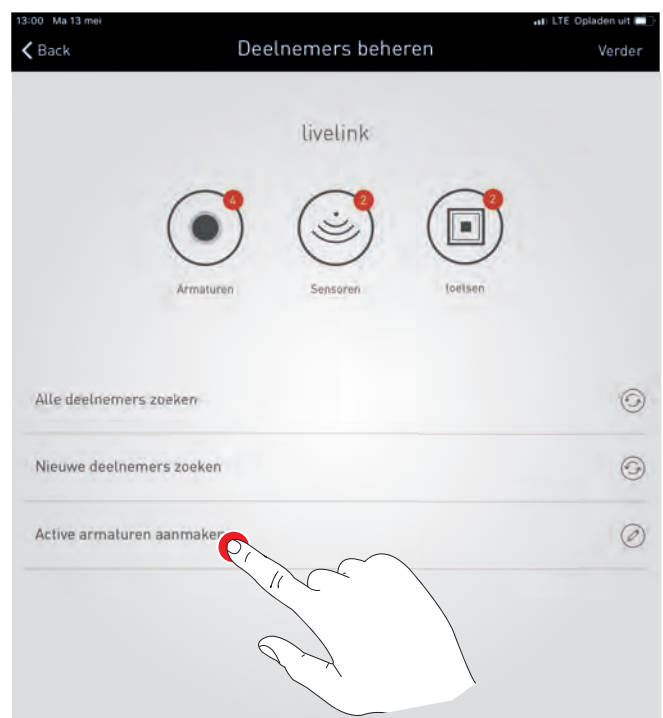 13:00 Ma 13 mei
LTE Opladen uit
Back
Deelnemers beheren
Verder
livelink
4
2
2
Armaturen
Sensoren
toetsen
Alle deelnemers zoeken
Nieuwe deelnemers zoeken
Active armaturen aanmaken